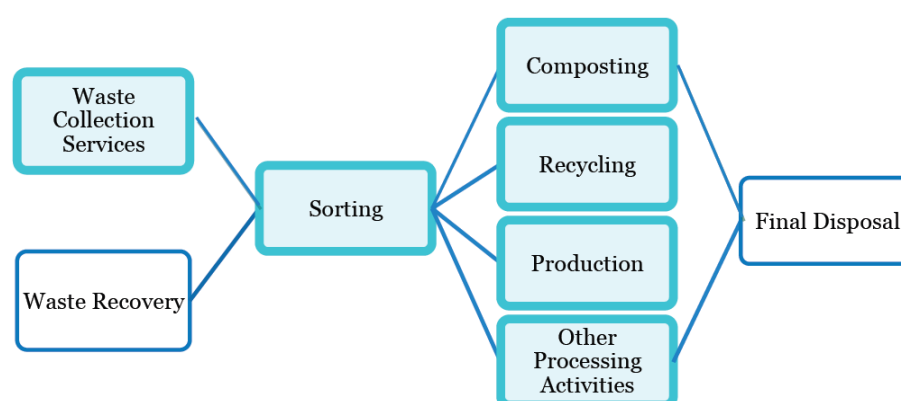 Waste
Collection
Services
Waste Recovery
Sorting
Composting
Recycling
Production
Other
Processing
Activities
Final Disposal